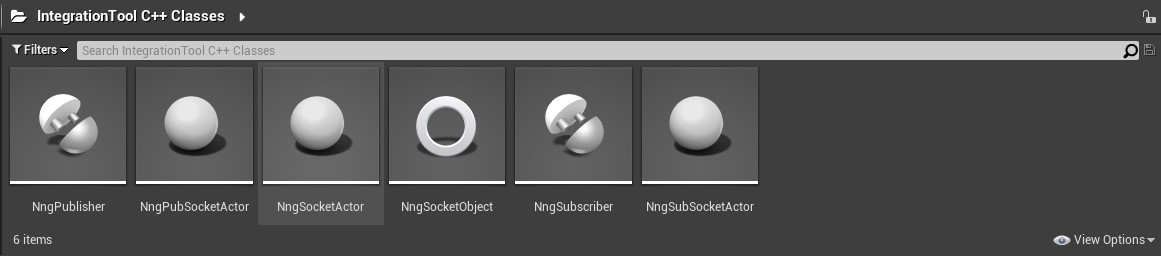 IntegrationTool C++ Classes
Filters
Search IntegrationTool C++ Classes
NngPublisher NngPubSocketActor NngSocketActor NngSocketObject NngSubscriber NngSubSocketActor
6 items
View Options